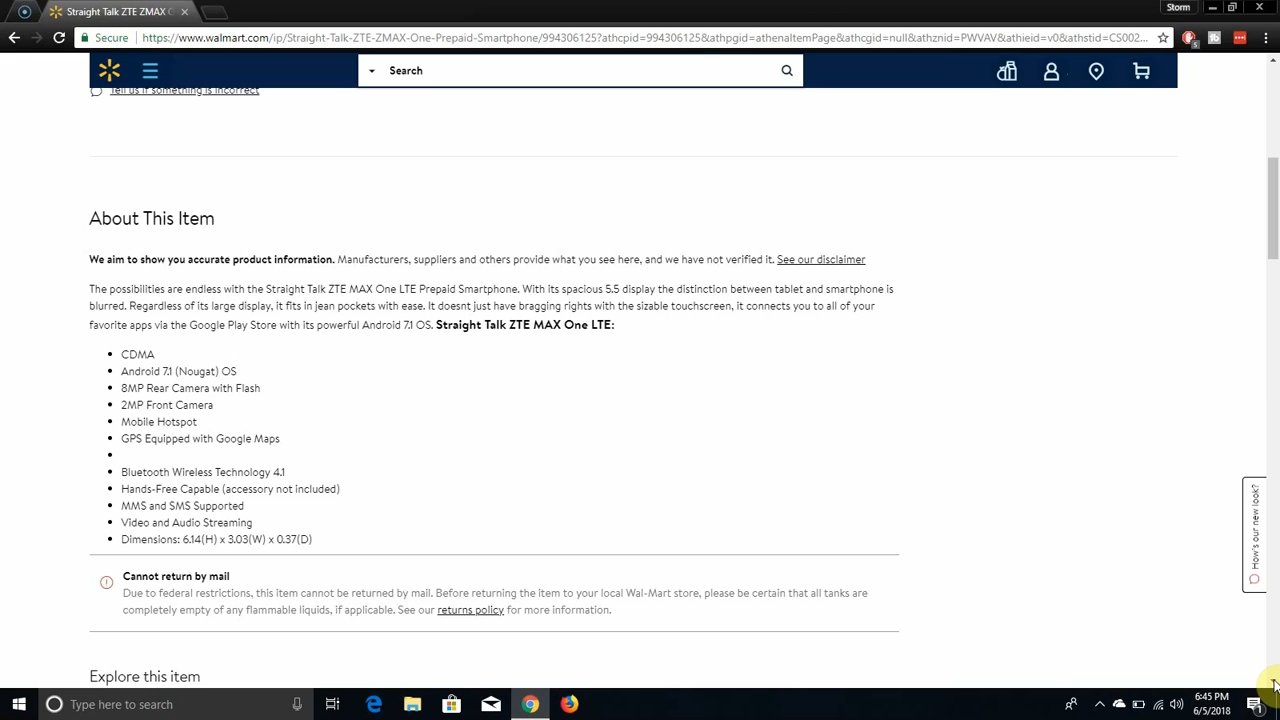 Straight Talk ZTE ZMAX O
Storm
Secure
https://www.walmart.com/ip/Straight-Talk-ZTE-ZMAX-One-Prepaid-Smartphone/994306125?athcpid=994306125&athpgid=athenaItemPage&athcgid=null&athznid=PWVAV&athieid=v0&athstid=CS002...
Search
Tell us if something is incorrect
About This Item
We aim to show you accurate product information. Manufacturers, suppliers and others provide what you see here, and we have not verified it. See our disclaimer
The possibilities are endless with the Straight Talk ZTE MAX One LTE Prepaid Smartphone. With its spacious 5.5 display the distinction between tablet and smartphone is
blurred. Regardless of its large display, it fits in jean pockets with ease. It doesnt just have bragging rights with the sizable touchscreen, it connects you to all of your
favorite apps via the Google Play Store with its powerful Android 7.1 OS. Straight Talk ZTE MAX One LTE:
CDMA
Android 7.1 (Nougat) OS
8MP Rear Camera with Flash
2MP Front Camera
Mobile Hotspot
GPS Equipped with Google Maps
Bluetooth Wireless Technology 4.1
Hands-Free Capable (accessory not included)
MMS and SMS Supported
Video and Audio Streaming
Dimensions: 6.14(H) x 3.03(W) x 0.37(D)
How's our new look?
Cannot return by mail
Due to federal restrictions, this item cannot be returned by mail. Before returning the item to your local Wal-Mart store, please be certain that all tanks are
completely empty of any flammable liquids, if applicable. See our returns policy for more information.
Explore this item
Type here to search
6:45 PM
6/5/2018